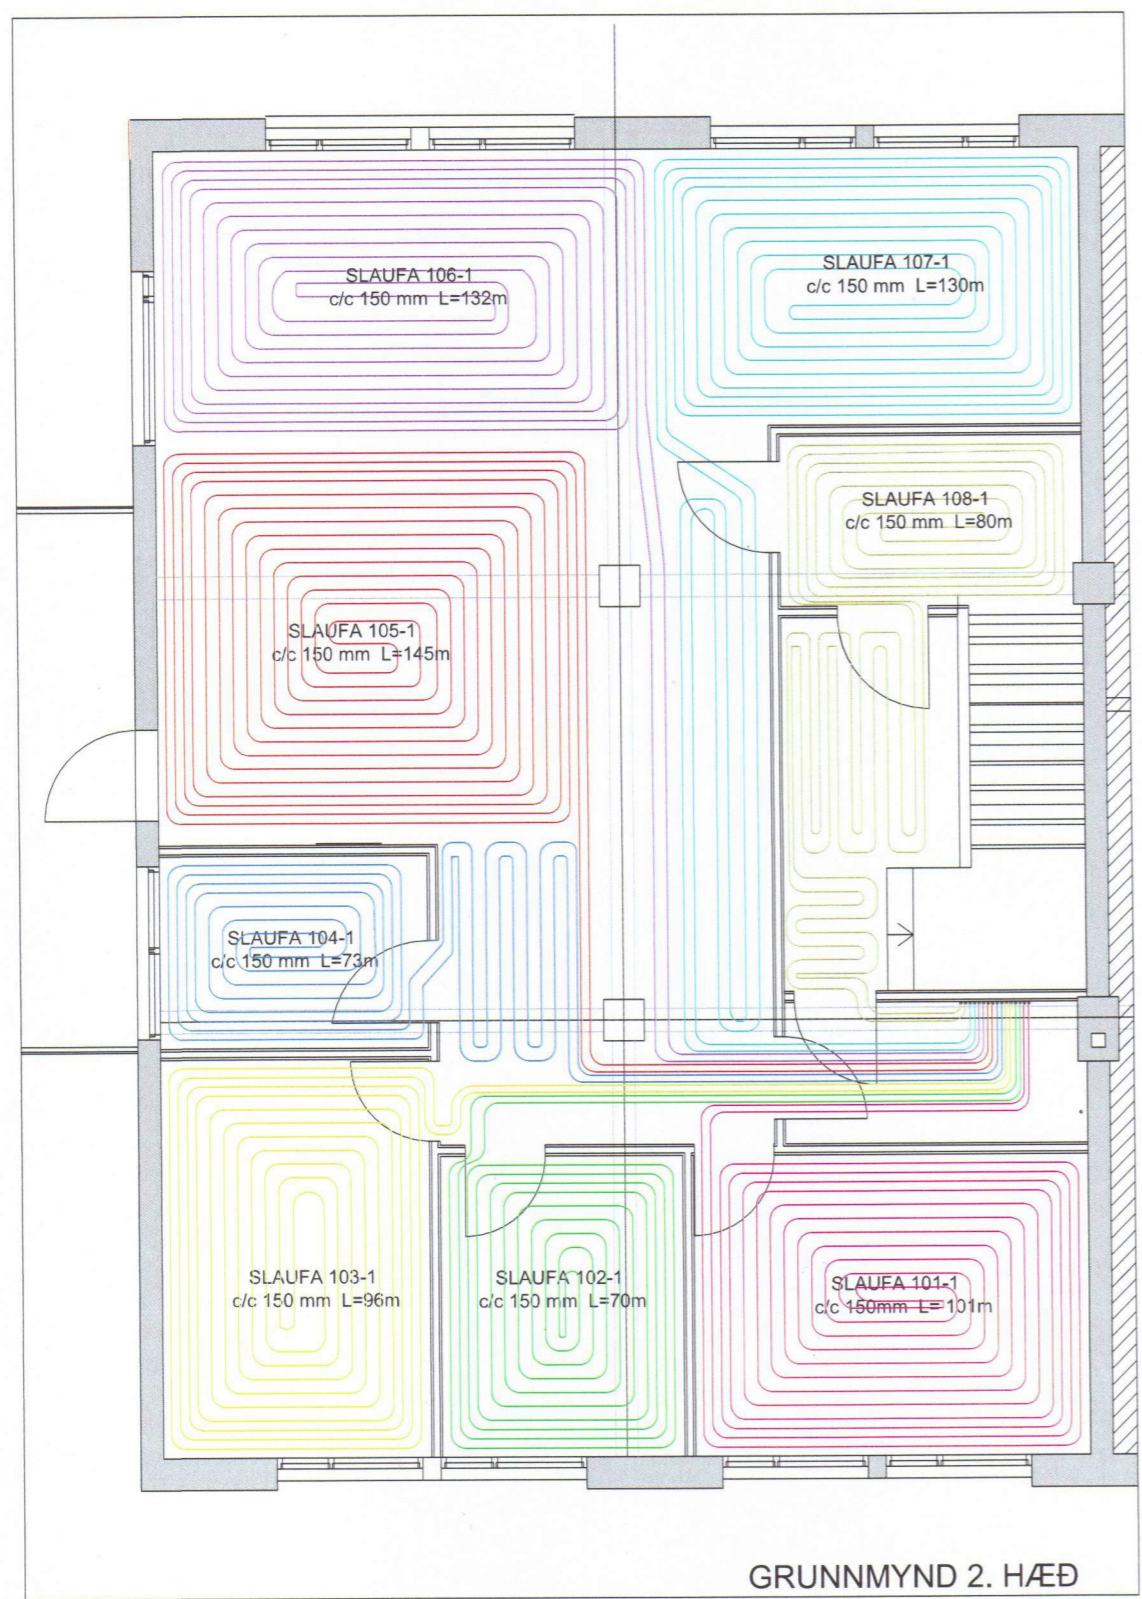 SLAUFA 106-1
c/c 150 mm L=132m
SLAUFA 107-1
c/c 150 mm L=130m
SLAUFA 108-1
c/c 150 mm L=80m
SLAUFA 105-1
c/c 150 mm L=145m
SLAUFA 104-1
c/c 150 mm L=73m
SLAUFA 103-1
c/c 150 mm L=96m
SLAUFA 102-1
c/c 150 mm L=70m
SLAUFA 101-1
c/c 150mm L= 101m
GRUNNMYND 2. HÆÐ